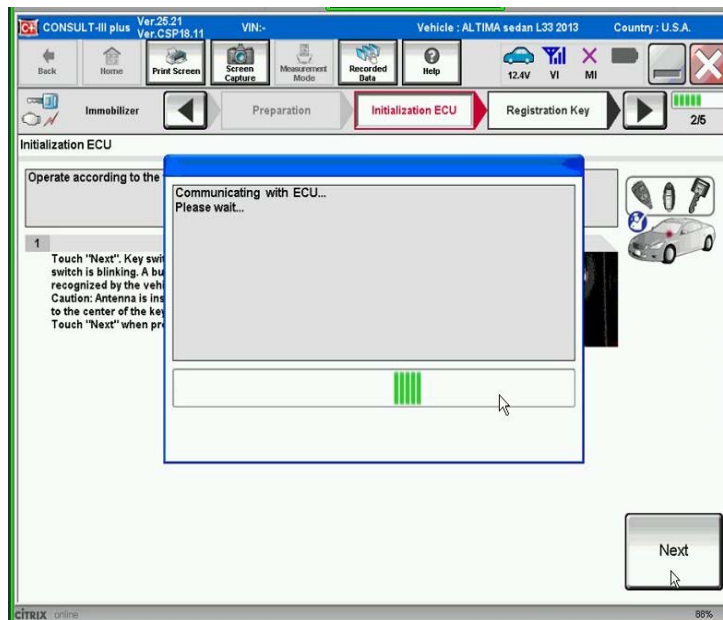 C+ CONSULT-III plus Ver.25.21 VIN:- Vehicle : ALTIMA sedan L33 2013 Country : U.S.A.
Ver.CSP18.11
Back Home Print Screen Screen Capture Measurement Mode Recorded Data Help 12.4V VI MI
Immobilizer Preparation Initialization ECU Registration Key 2/5
Initialization ECU
Operate according to the
Communicating with ECU...
Please wait...
1
Touch "Next". Key swit
switch is blinking. A bu
recognized by the vehi
Caution: Antenna is ins
to the center of the key
Touch "Next" when pre
Next
CITRIX online 88%